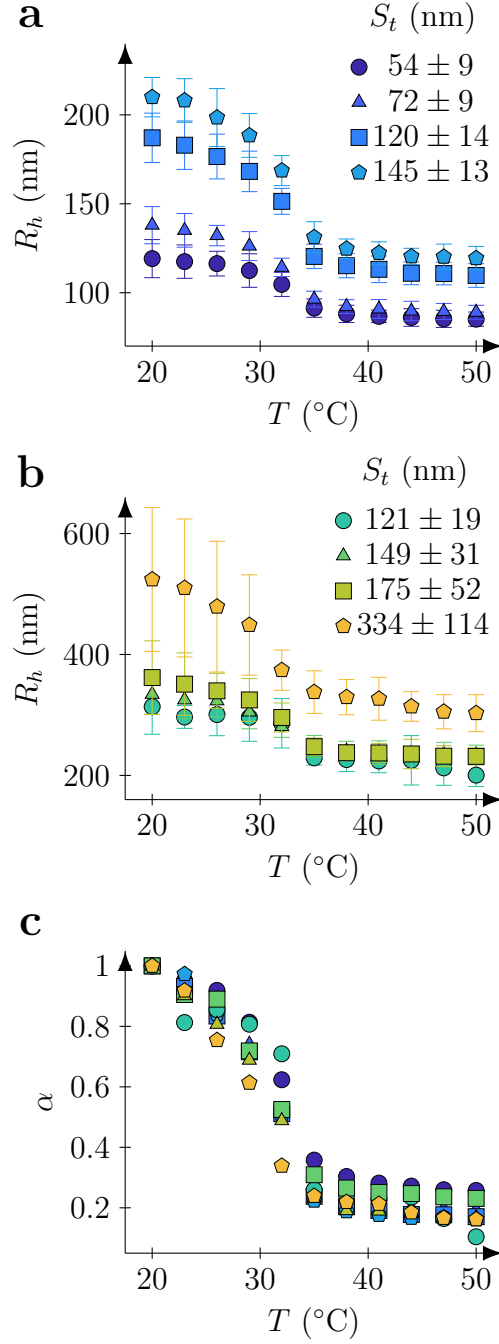 a
S_t (nm)
54 ± 9
72 ± 9
120 ± 14
145 ± 13
200
150
100
R_h (nm)
20 30 40 50
T (°C)
b
S_t (nm)
121 ± 19
149 ± 31
175 ± 52
334 ± 114
600
400
200
R_h (nm)
20 30 40 50
T (°C)
c
1
0.8
0.6
0.4
0.2
α
20 30 40 50
T (°C)